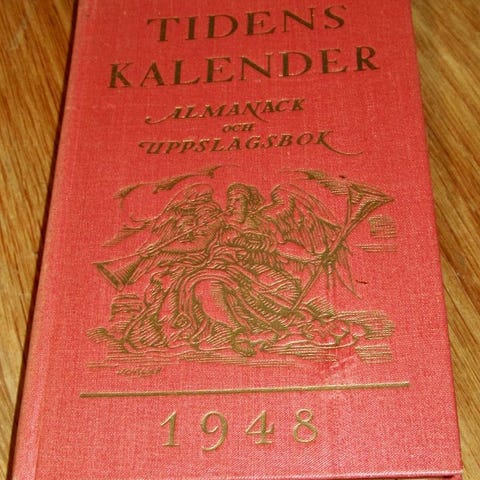 TIDENS
KALENDER
ALMANACK
OCH
UPPSLAGSBOK
1948